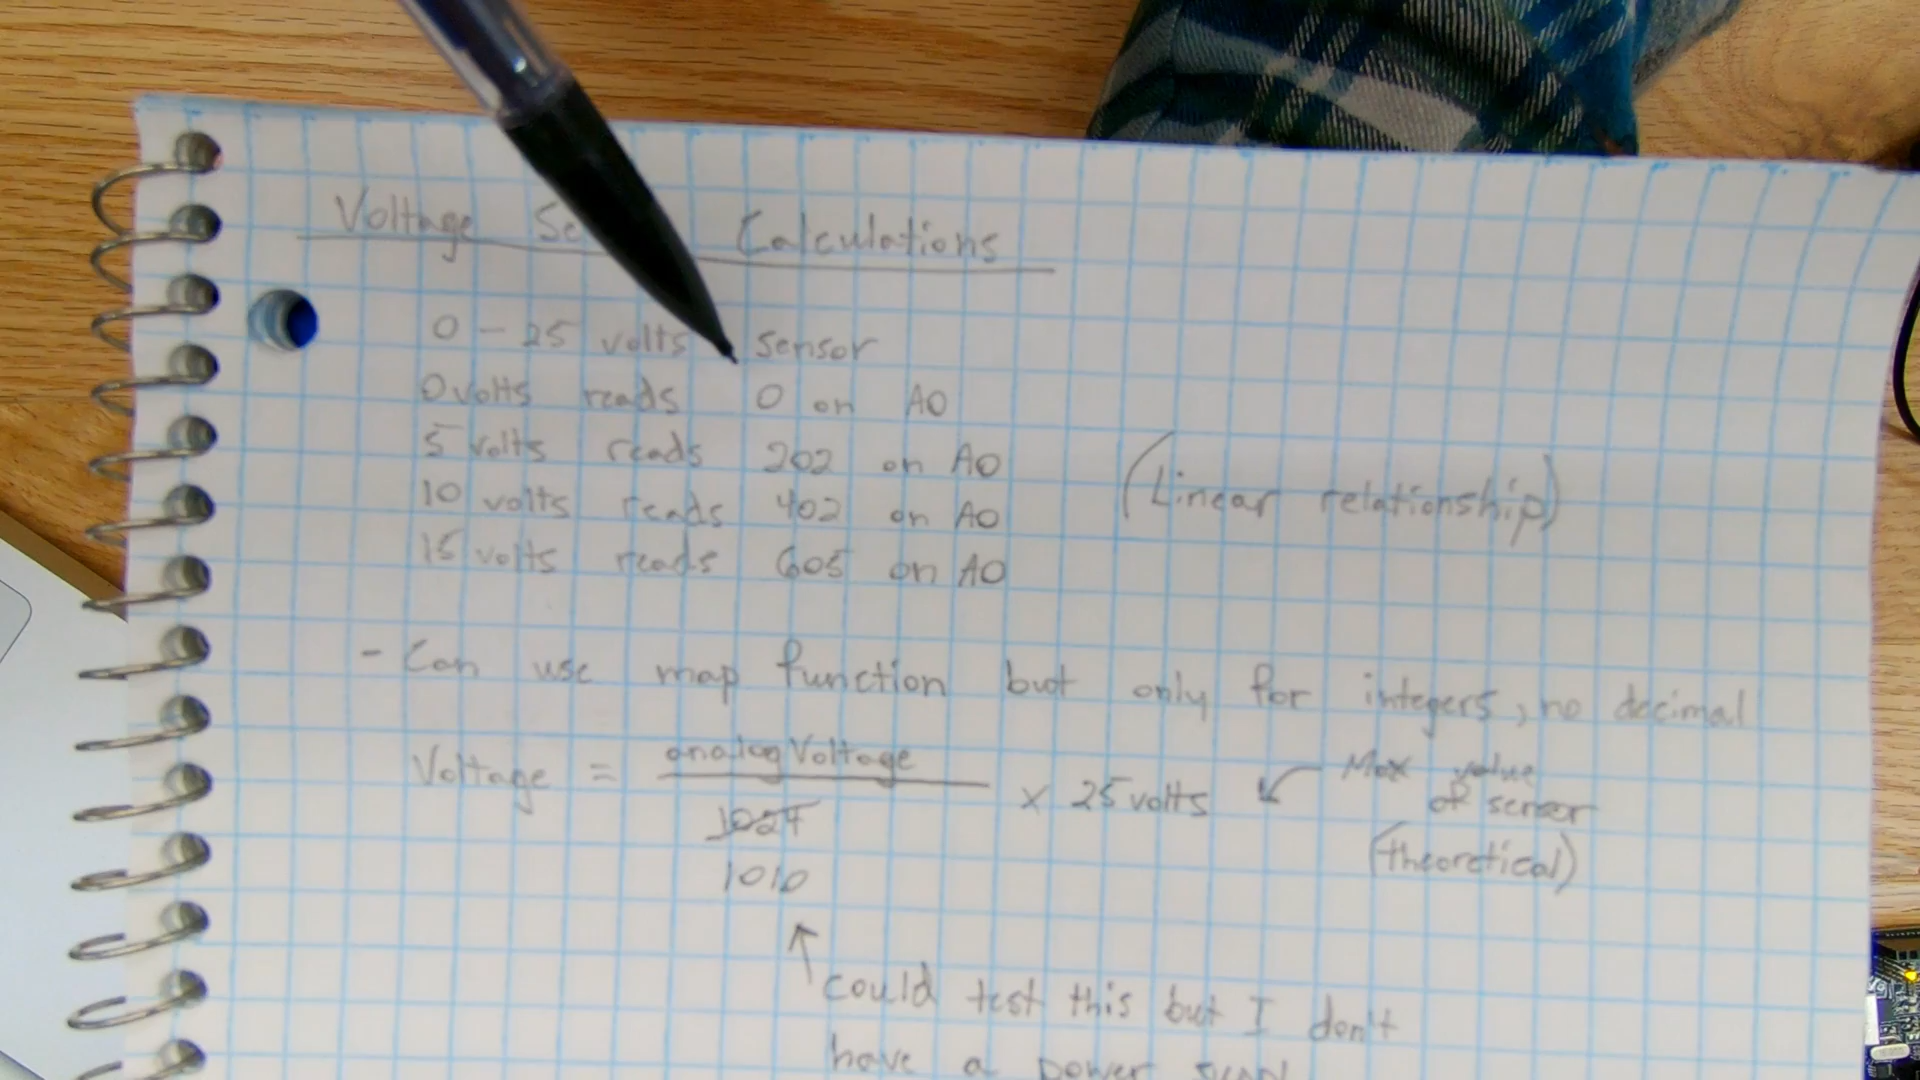 Voltage Se Calculations
0 - 25 volts sensor
0 volts reads 0 on A0
5 volts reads 202 on A0
10 volts reads 402 on A0
15 volts reads 605 on A0
(Linear relationship)
- Can use map function but only for integers, no decimal
Voltage = analog Voltage
1024
1010
x 25 volts
Max value
of sensor
(theoretical)
could test this but I don't
have a power